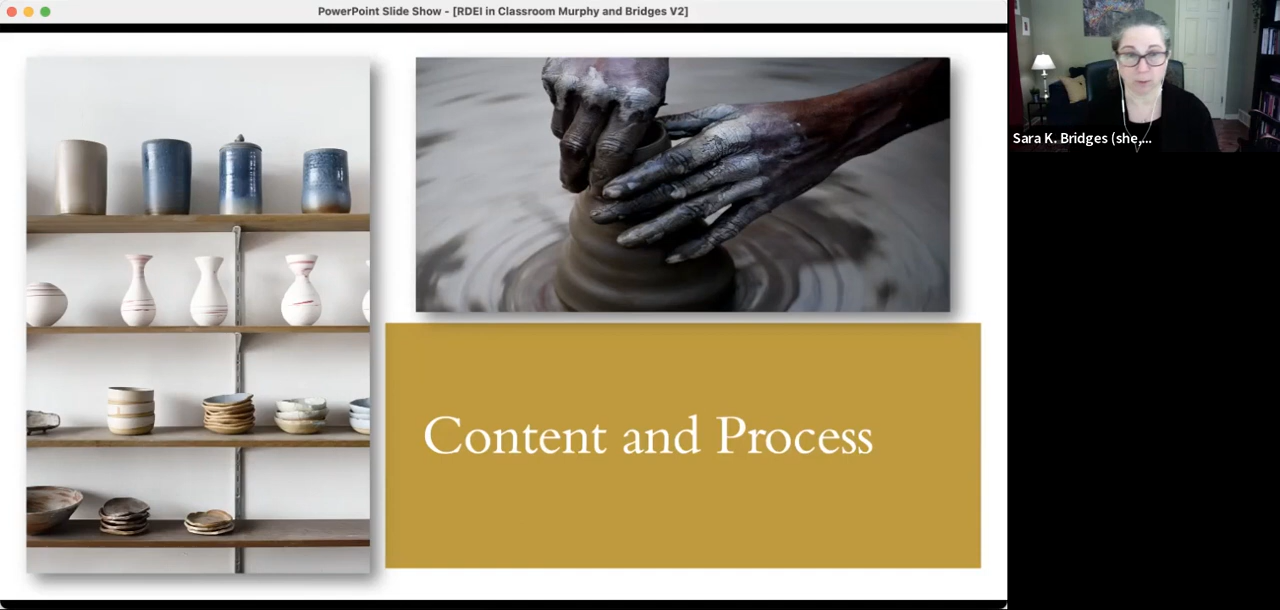 PowerPoint Slide Show - [RDEI in Classroom Murphy and Bridges V2]
Sara K. Bridges (she,...
Content and Process